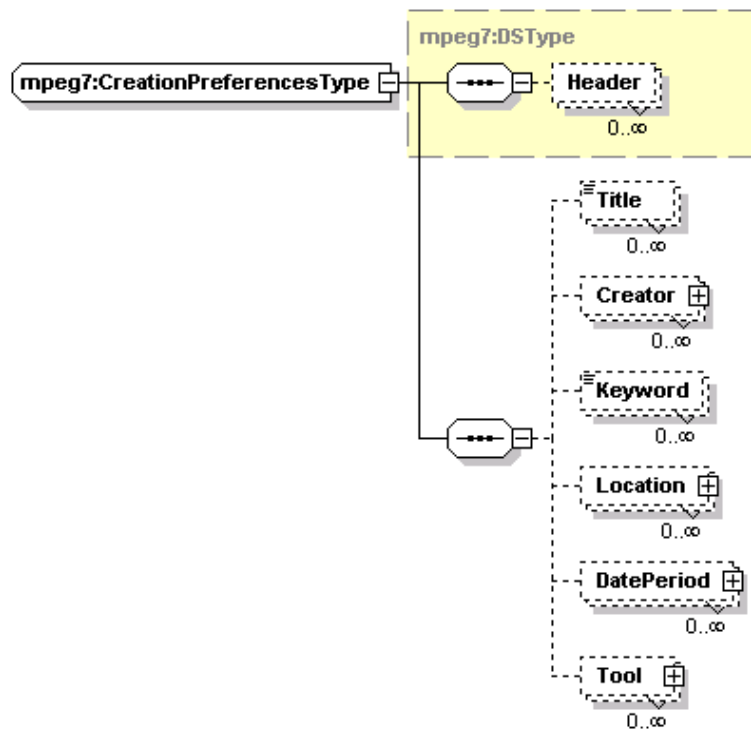 mpeg7:DSType
mpeg7:CreationPreferencesType
Header
0..∞
Title
0..∞
Creator
0..∞
Keyword
0..∞
Location
0..∞
DatePeriod
0..∞
Tool
0..∞